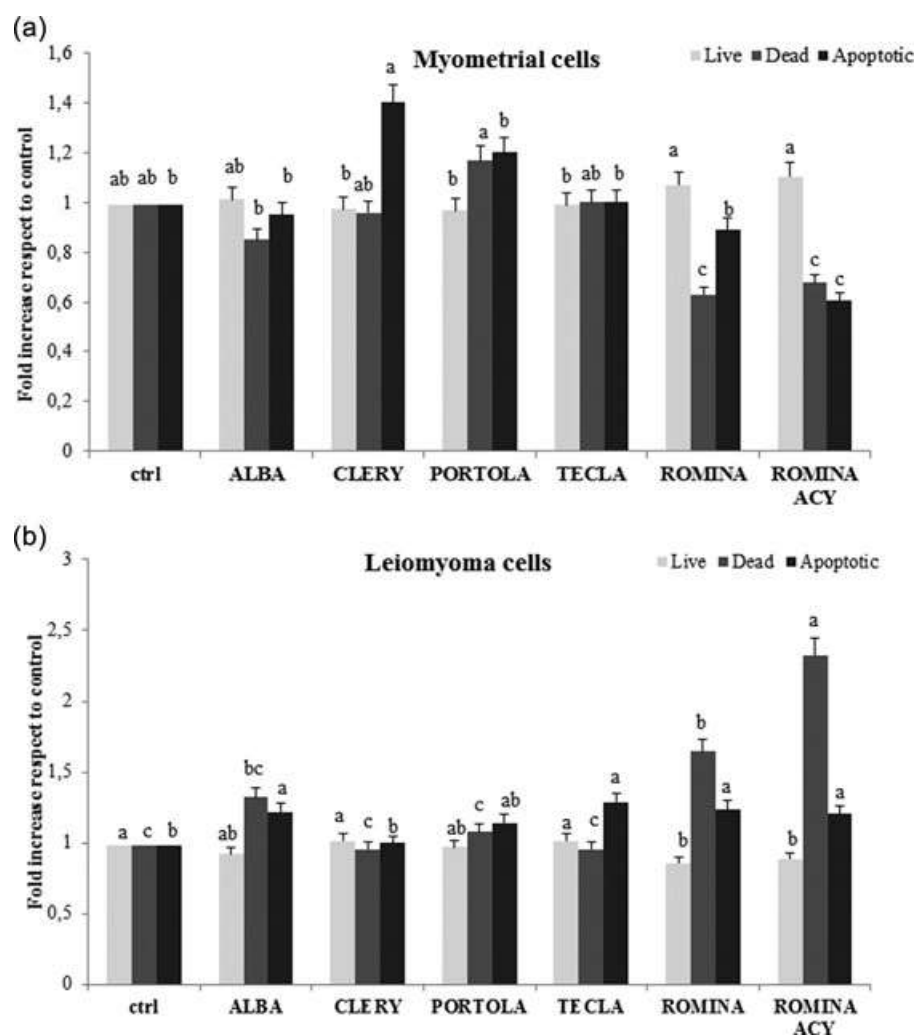 (a)
Myometrial cells
Live Dead Apoptotic
Fold increase respect to control
1,6
1,4
1,2
1
0,8
0,6
0,4
0,2
0
ab ab b
ab b b
b ab a
b a b
b ab b
a c b
a c c
ctrl ALBA CLERY PORTOLA TECLA ROMINA ROMINA
ACY
(b)
Leiomyoma cells
Live Dead Apoptotic
Fold increase respect to control
3
2,5
2
1,5
1
0,5
0
a c b
ab bc a
a c b
ab c ab
a c a
b b a
b a a
ctrl ALBA CLERY PORTOLA TECLA ROMINA ROMINA
ACY